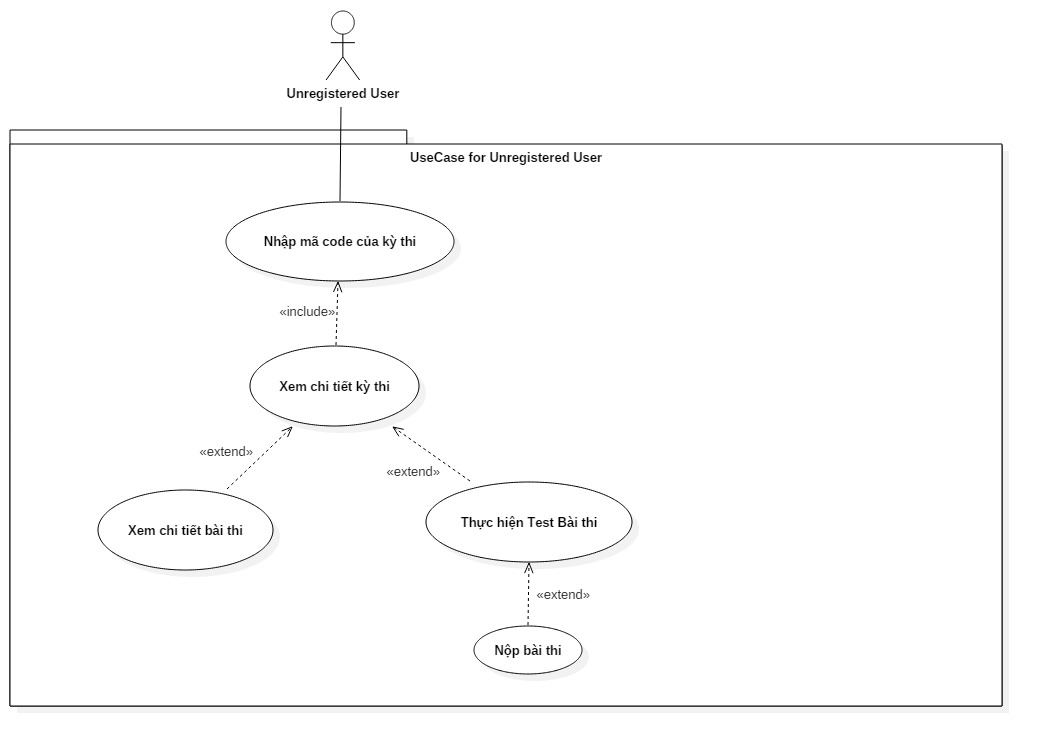 Unregistered User
UseCase for Unregistered User
Nhập mã code của kỳ thi
«include»
Xem chi tiết kỳ thi
«extend»
«extend»
Xem chi tiết bài thi
Thực hiện Test Bài thi
«extend»
Nộp bài thi